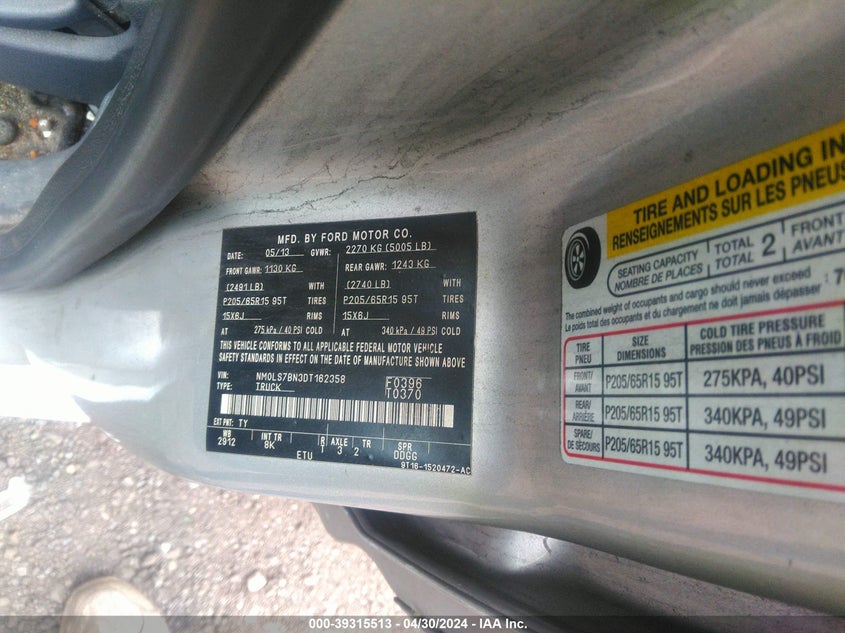 MFD. BY FORD MOTOR CO.
DATE: 05/13 GVWR: 2270 KG (5005 LB)
FRONT GAWR: 1130 KG REAR GAWR: 1243 KG
(2491 LB) WITH (2740 LB) WITH
P205/65R15 95T TIRES P205/65R15 95T TIRES
15X6J RIMS 15X6J RIMS
AT 275 kPa / 40 PSI COLD AT 340 kPa / 49 PSI COLD
THIS VEHICLE CONFORMS TO ALL APPLICABLE FEDERAL MOTOR VEHICLE
SAFETY STANDARDS IN EFFECT ON THE DATE OF MANUFACTURE SHOWN ABOVE
VIN: NM0LS7BN3DT162358 F0396
TYPE: TRUCK T0370
EXT PNT: TY
WB INT TR R AXLE TR SPR
2912 8K 1 3 2 DDGG
ETU 9T16-1520472-AC
TIRE AND LOADING IN
RENSEIGNEMENTS SUR LES PNEUS
SEATING CAPACITY TOTAL 2 FRONT
NOMBRE DE PLACES TOTAL AVANT
The combined weight of occupants and cargo should never exceed
Le poids total des occupants et du chargement ne doit jamais dépasser : 7
TIRE SIZE COLD TIRE PRESSURE
PNEU DIMENSIONS PRESSION DES PNEUS À FROID
FRONT/ AVANT P205/65R15 95T 275KPA, 40PSI
REAR/ ARRIÈRE P205/65R15 95T 340KPA, 49PSI
SPARE/ DE SECOURS P205/65R15 95T 340KPA, 49PSI
000-39315513 - 04/30/2024 - IAA Inc.